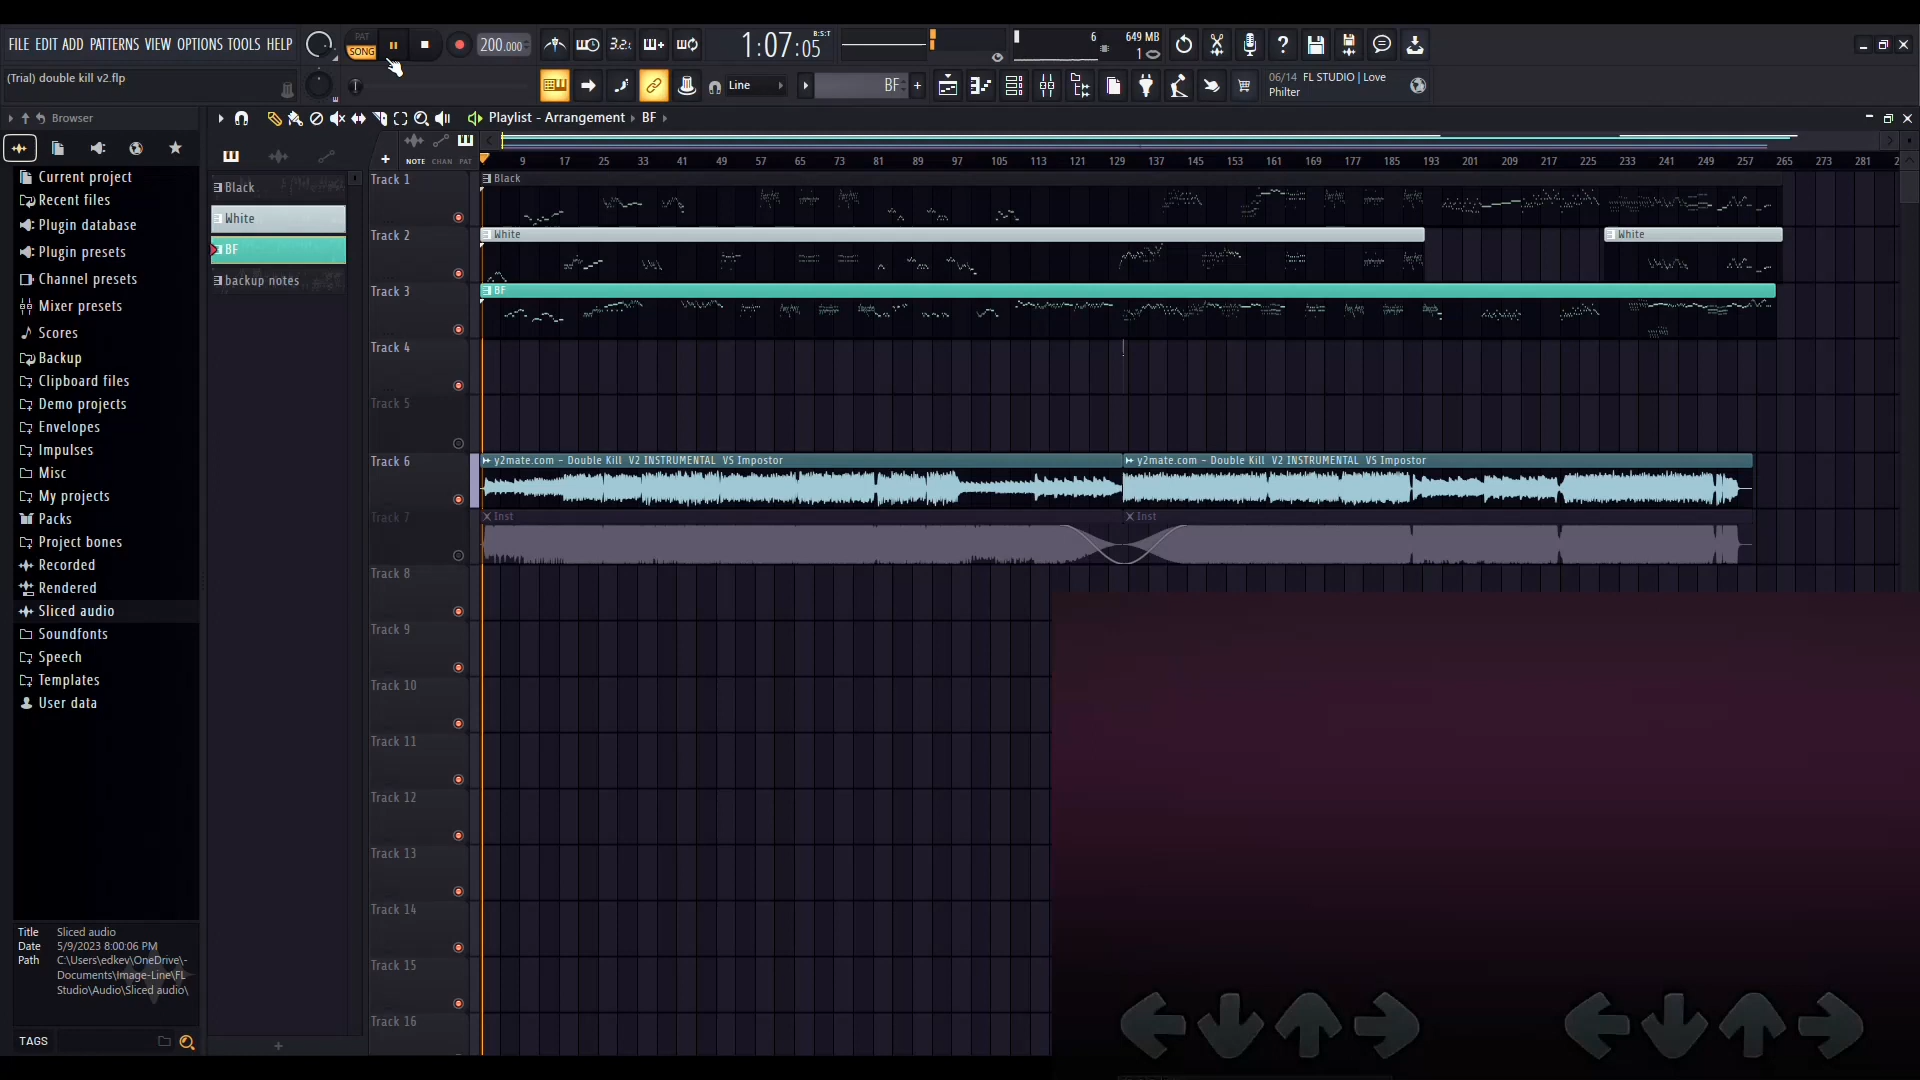 FILE EDIT ADD PATTERNS VIEW OPTIONS TOOLS HELP
PAT
SONG
200.000
3.2.
1:07:05
B:S:T
6
649 MB
1
(Trial) double kill v2.flp
Line
BF
06/14 FL STUDIO | Love
Philter
Browser
Playlist - Arrangement
BF
NOTE CHAN PAT
9 17 25 33 41 49 57 65 73 81 89 97 105 113 121 129 137 145 153 161 169 177 185 193 201 209 217 225 233 241 249 257 265 273 281
Current project
Recent files
Plugin database
Plugin presets
Channel presets
Mixer presets
Scores
Backup
Clipboard files
Demo projects
Envelopes
Impulses
Misc
My projects
Packs
Project bones
Recorded
Rendered
Sliced audio
Soundfonts
Speech
Templates
User data
Black
White
BF
backup notes
Track 1
Black
Track 2
White
White
Track 3
BF
Track 4
Track 5
Track 6
y2mate.com - Double Kill V2 INSTRUMENTAL VS Impostor
y2mate.com - Double Kill V2 INSTRUMENTAL VS Impostor
Track 7
Inst
Inst
Track 8
Track 9
Track 10
Track 11
Track 12
Track 13
Track 14
Track 15
Track 16
Title Sliced audio
Date 5/9/2023 8:00:06 PM
Path C:\Users\edkev\OneDrive\-
Documents\Image-Line\FL
Studio\Audio\Sliced audio\
TAGS